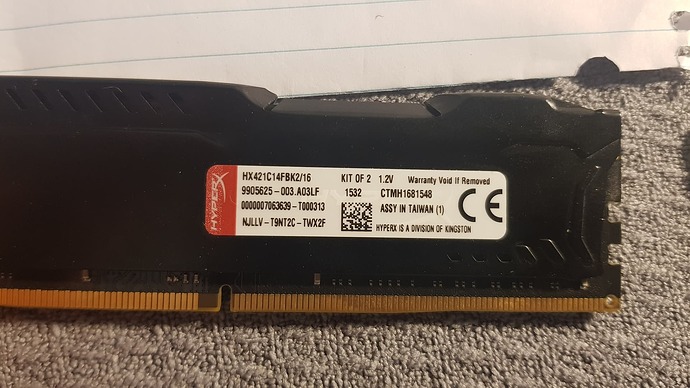 HYPERX
HX421C14FBK2/16 KIT OF 2 1.2V Warranty Void If Removed
9905625-003.A03LF 1532 CTMH1681548
0000007063639-T000313 ASSY IN TAIWAN (1)
NJLLV-T9NT2C-TWX2F HYPERX IS A DIVISION OF KINGSTON
CE